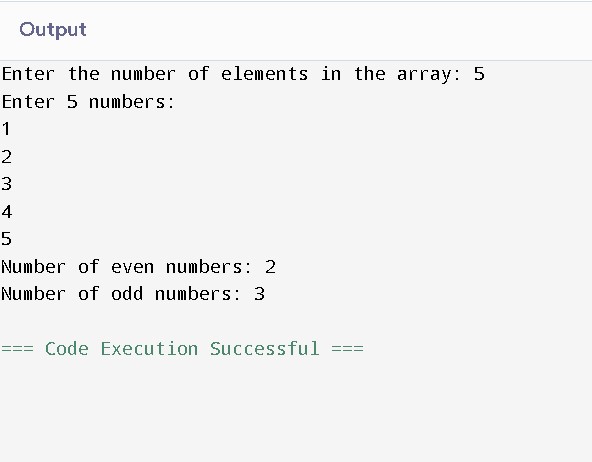 Output
Enter the number of elements in the array: 5
Enter 5 numbers:
1
2
3
4
5
Number of even numbers: 2
Number of odd numbers: 3
=== Code Execution Successful ===